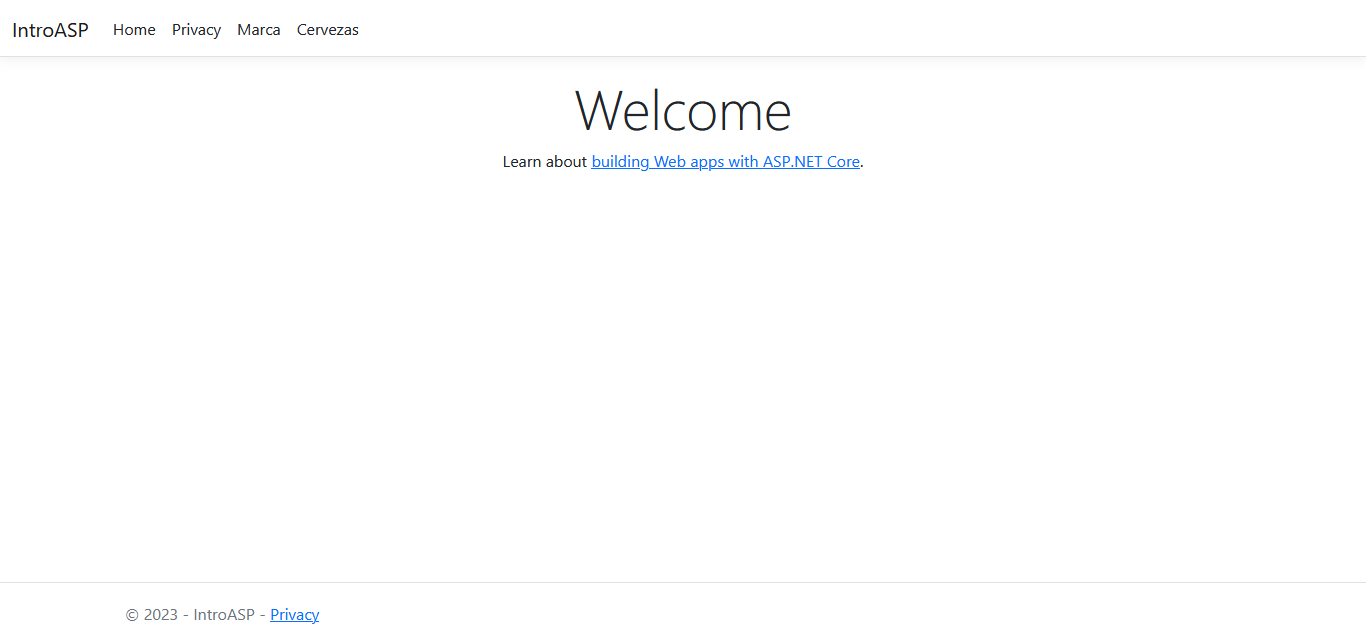 IntroASP Home Privacy Marca Cervezas
Welcome
Learn about building Web apps with ASP.NET Core.
© 2023 - IntroASP - Privacy